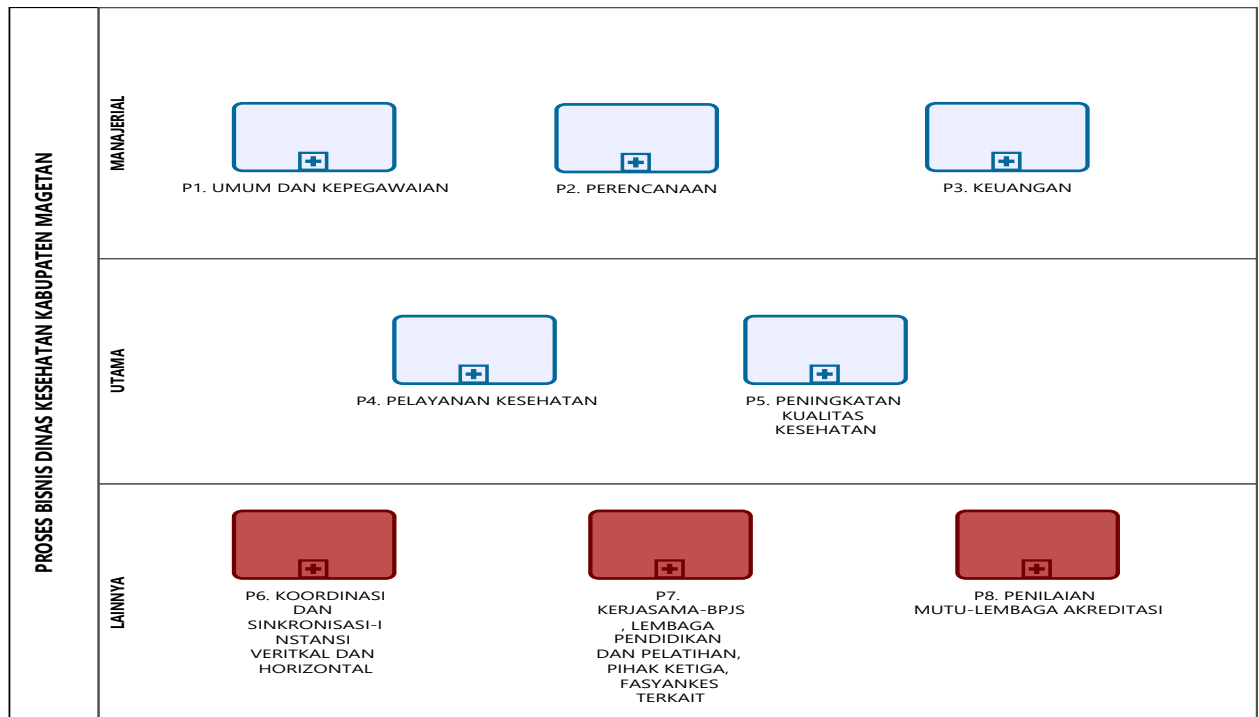 PROSES BISNIS DINAS KESEHATAN KABUPATEN MAGETAN
MANAJERIAL
P1. UMUM DAN KEPEGAWAIAN
P2. PERENCANAAN
P3. KEUANGAN
UTAMA
P4. PELAYANAN KESEHATAN
P5. PENINGKATAN
KUALITAS
KESEHATAN
LAINNYA
P6. KOORDINASI
DAN
SINKRONISASI-I
NSTANSI
VERITKAL DAN
HORIZONTAL
P7.
KERJASAMA-BPJS
, LEMBAGA
PENDIDIKAN
DAN PELATIHAN,
PIHAK KETIGA,
FASYANKES
TERKAIT
P8. PENILAIAN
MUTU-LEMBAGA AKREDITASI